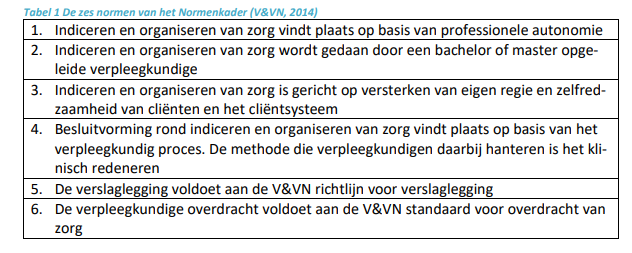 Tabel 1 De zes normen van het Normenkader (V&VN, 2014)
1. Indiceren en organiseren van zorg vindt plaats op basis van professionele autonomie
2. Indiceren en organiseren van zorg wordt gedaan door een bachelor of master opge-
leide verpleegkundige
3. Indiceren en organiseren van zorg is gericht op versterken van eigen regie en zelfred-
zaamheid van cliënten en het cliëntsysteem
4. Besluitvorming rond indiceren en organiseren van zorg vindt plaats op basis van het
verpleegkundig proces. De methode die verpleegkundigen daarbij hanteren is het kli-
nisch redeneren
5. De verslaglegging voldoet aan de V&VN richtlijn voor verslaglegging
6. De verpleegkundige overdracht voldoet aan de V&VN standaard voor overdracht van
zorg